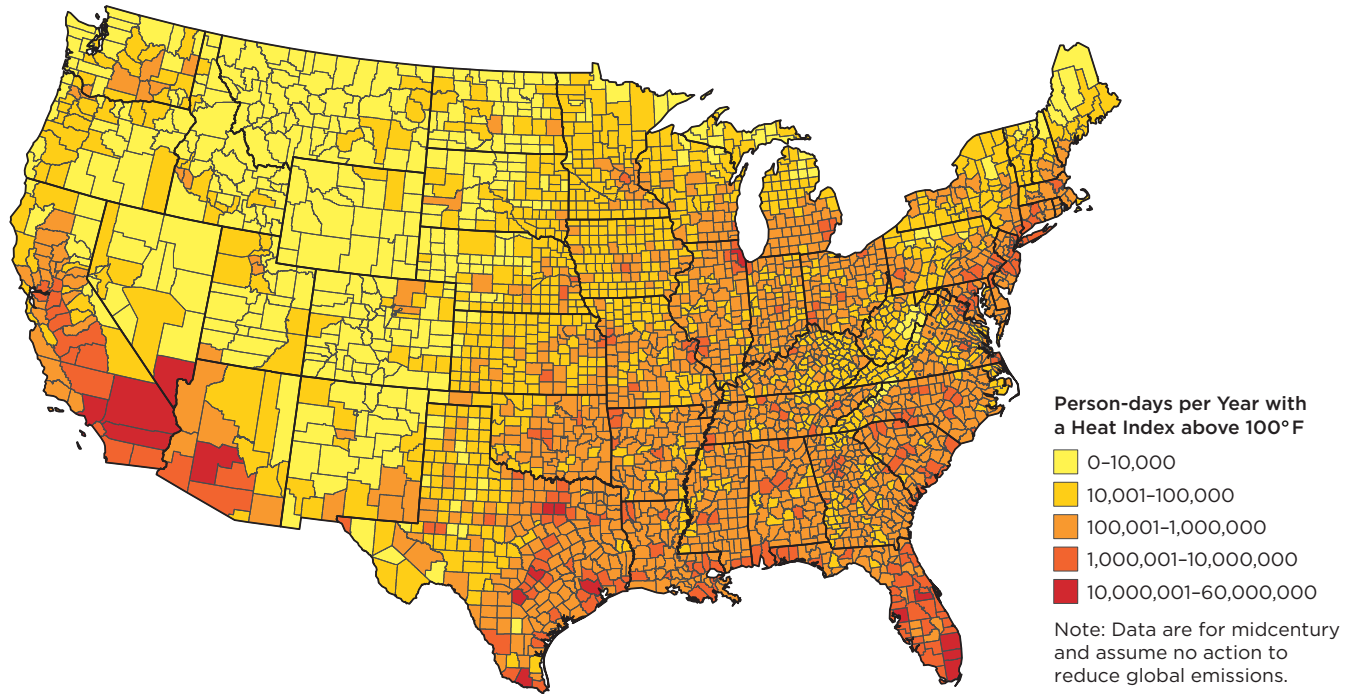 Person-days per Year with
a Heat Index above 100°F
0–10,000
10,001–100,000
100,001–1,000,000
1,000,001–10,000,000
10,000,001–60,000,000
Note: Data are for midcentury
and assume no action to
reduce global emissions.